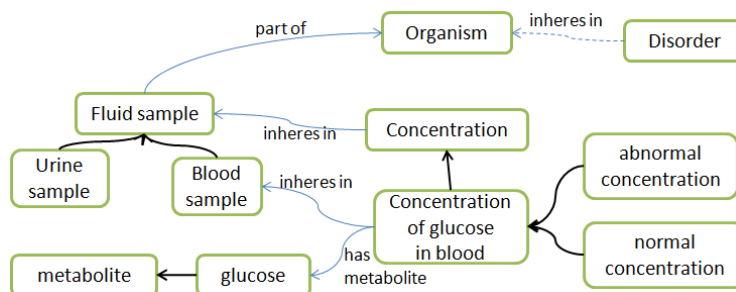 part of
Organism
inheres in
Disorder
Fluid sample
inheres in
Concentration
Urine
sample
Blood
sample
inheres in
abnormal
concentration
Concentration
of glucose
in blood
normal
concentration
metabolite
glucose
has
metabolite